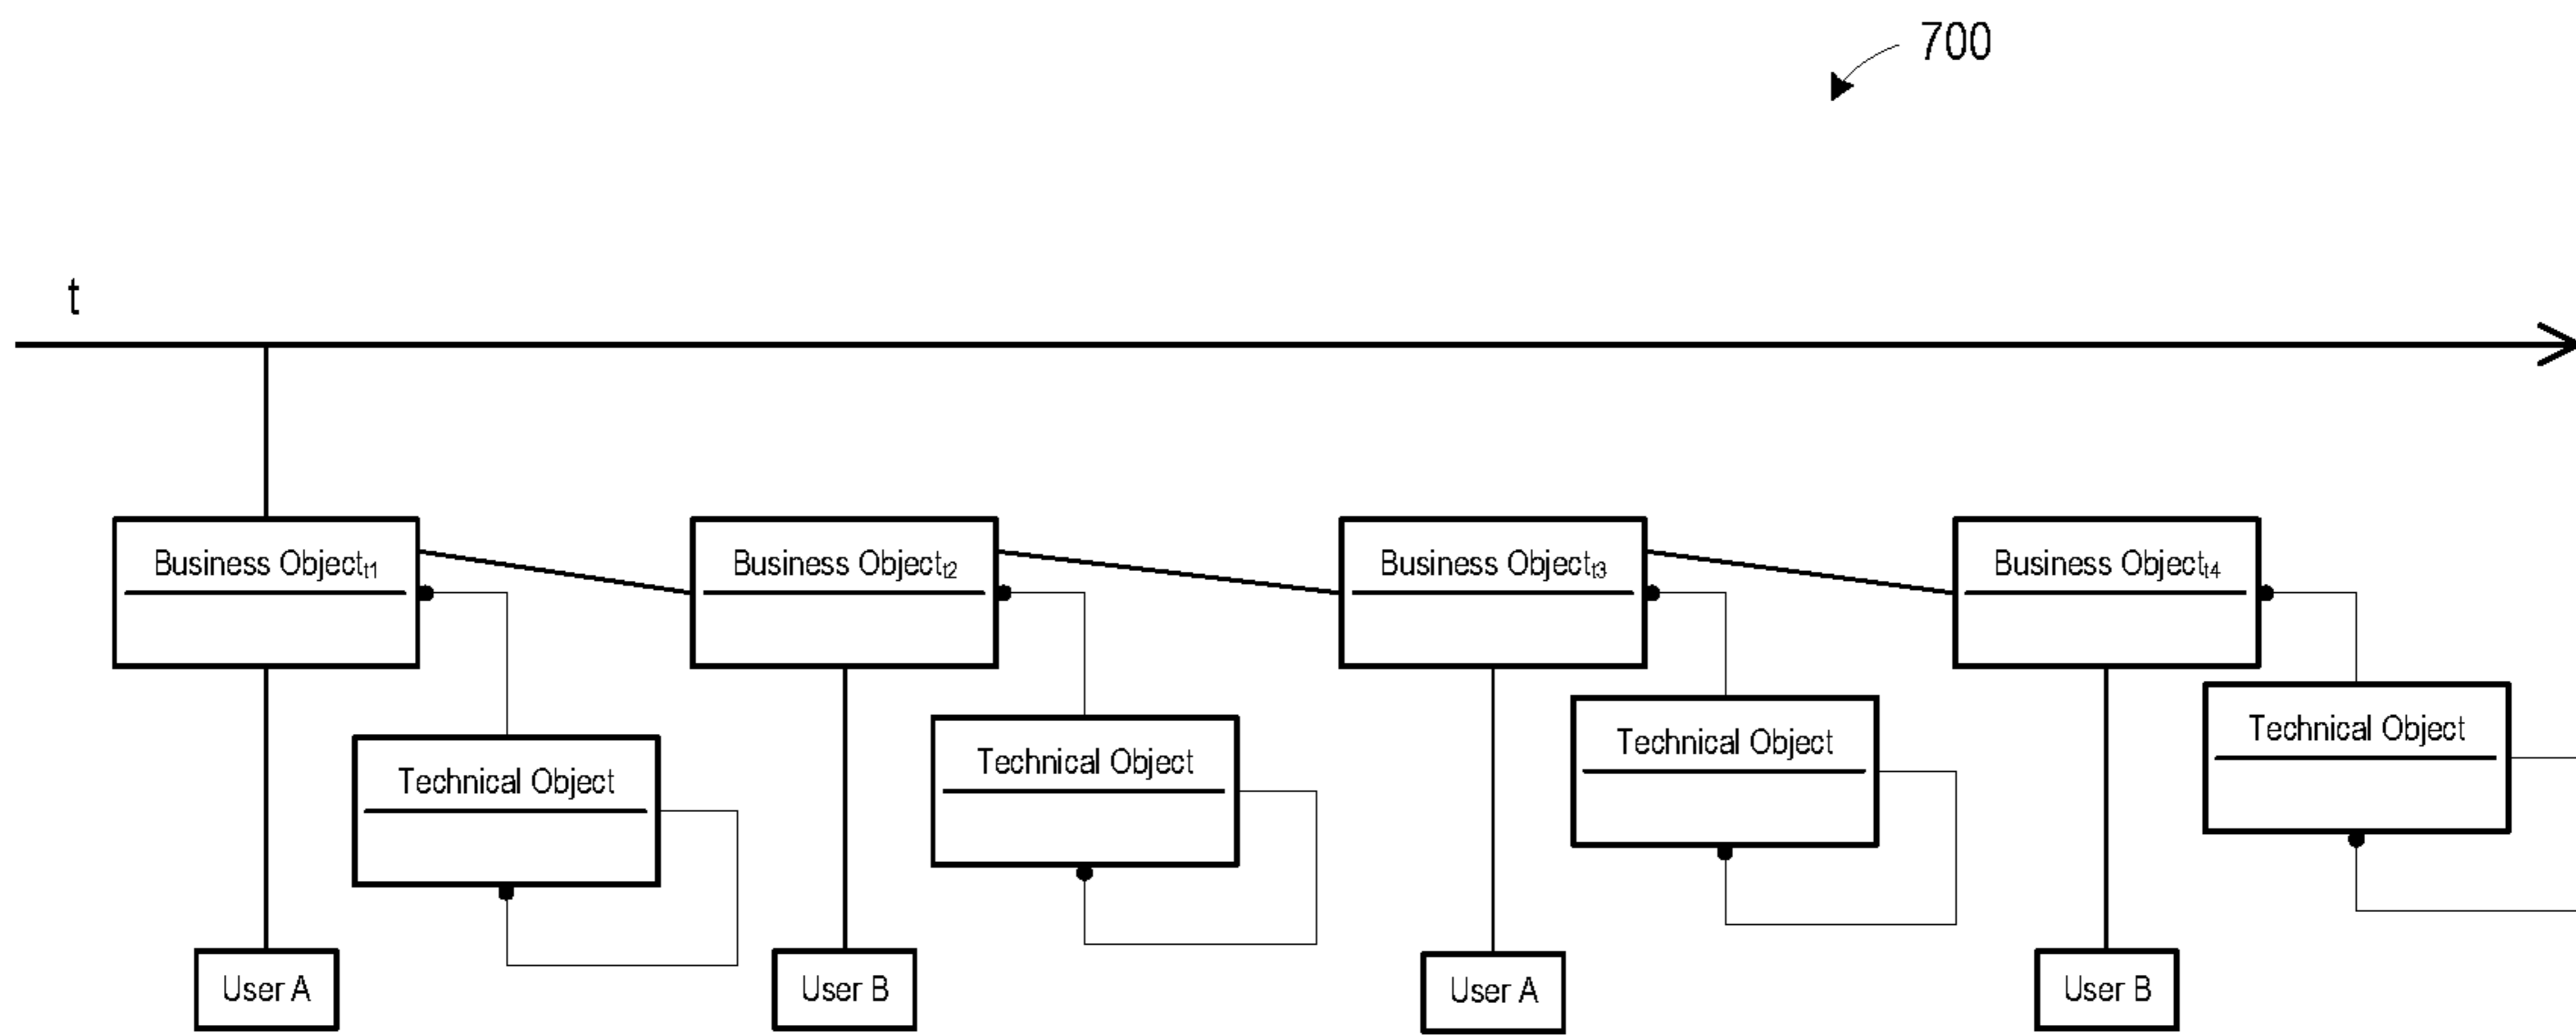 700
t
Business Objectt1
Business Objectt2
Business Objectt3
Business Objectt4
Technical Object
Technical Object
Technical Object
Technical Object
User A
User B
User A
User B